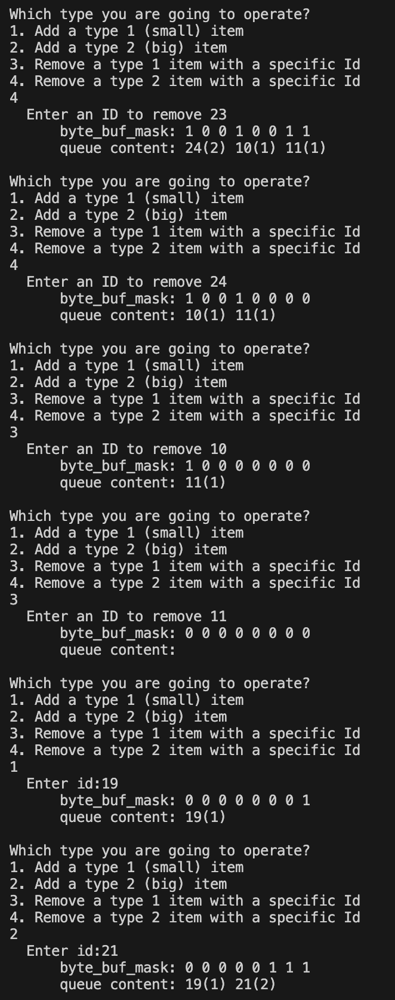 Which type you are going to operate?
1. Add a type 1 (small) item
2. Add a type 2 (big) item
3. Remove a type 1 item with a specific Id
4. Remove a type 2 item with a specific Id
4
Enter an ID to remove 23
byte_buf_mask: 1 0 0 1 0 0 1 1
queue content: 24(2) 10(1) 11(1)
Which type you are going to operate?
1. Add a type 1 (small) item
2. Add a type 2 (big) item
3. Remove a type 1 item with a specific Id
4. Remove a type 2 item with a specific Id
4
Enter an ID to remove 24
byte_buf_mask: 1 0 0 1 0 0 0 0
queue content: 10(1) 11(1)
Which type you are going to operate?
1. Add a type 1 (small) item
2. Add a type 2 (big) item
3. Remove a type 1 item with a specific Id
4. Remove a type 2 item with a specific Id
3
Enter an ID to remove 10
byte_buf_mask: 1 0 0 0 0 0 0 0
queue content: 11(1)
Which type you are going to operate?
1. Add a type 1 (small) item
2. Add a type 2 (big) item
3. Remove a type 1 item with a specific Id
4. Remove a type 2 item with a specific Id
3
Enter an ID to remove 11
byte_buf_mask: 0 0 0 0 0 0 0 0
queue content:
Which type you are going to operate?
1. Add a type 1 (small) item
2. Add a type 2 (big) item
3. Remove a type 1 item with a specific Id
4. Remove a type 2 item with a specific Id
1
Enter id:19
byte_buf_mask: 0 0 0 0 0 0 0 1
queue content: 19(1)
Which type you are going to operate?
1. Add a type 1 (small) item
2. Add a type 2 (big) item
3. Remove a type 1 item with a specific Id
4. Remove a type 2 item with a specific Id
2
Enter id:21
byte_buf_mask: 0 0 0 0 0 1 1 1
queue content: 19(1) 21(2)